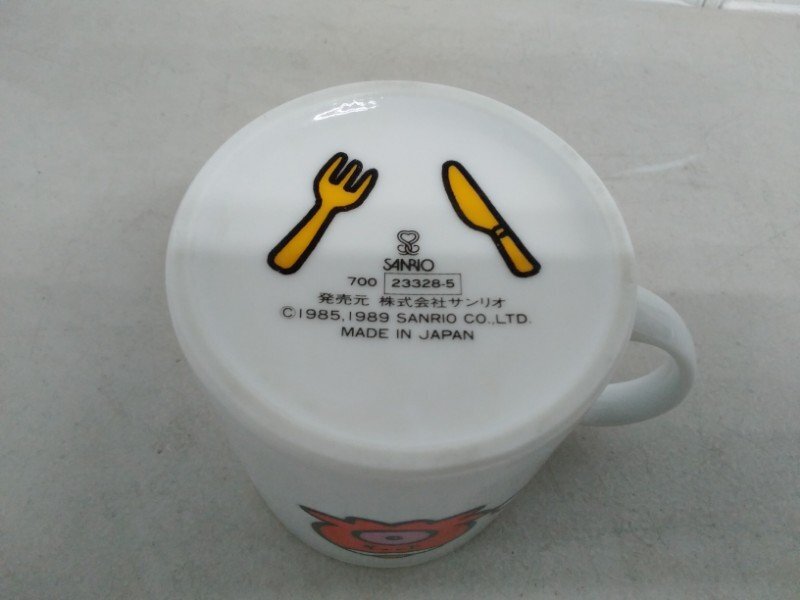 SANRIO
700 23328-5
発売元 株式会社サンリオ
©1985,1989 SANRIO CO.,LTD.
MADE IN JAPAN